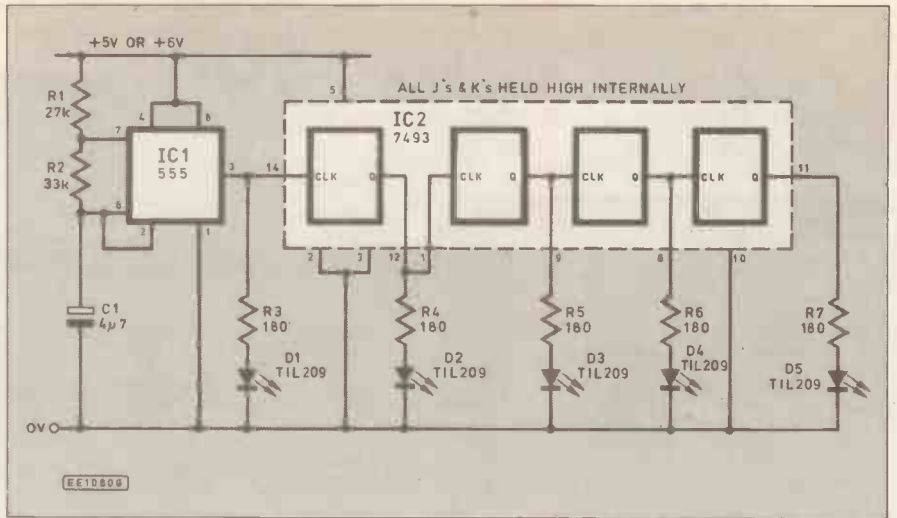 +5V OR +6V
ALL J's & K's HELD HIGH INTERNALLY
R1
27k
R2
33k
7
4
8
IC1
555
3
6
2
1
C1
4µ7
5
IC2
7493
14
CLK Q
CLK Q
CLK Q
CLK Q
11
2
3
12
1
9
8
10
R3
180
R4
180
R5
180
R6
180
R7
180
D1
TIL209
D2
TIL209
D3
TIL209
D4
TIL209
D5
TIL209
0V
EE1080G